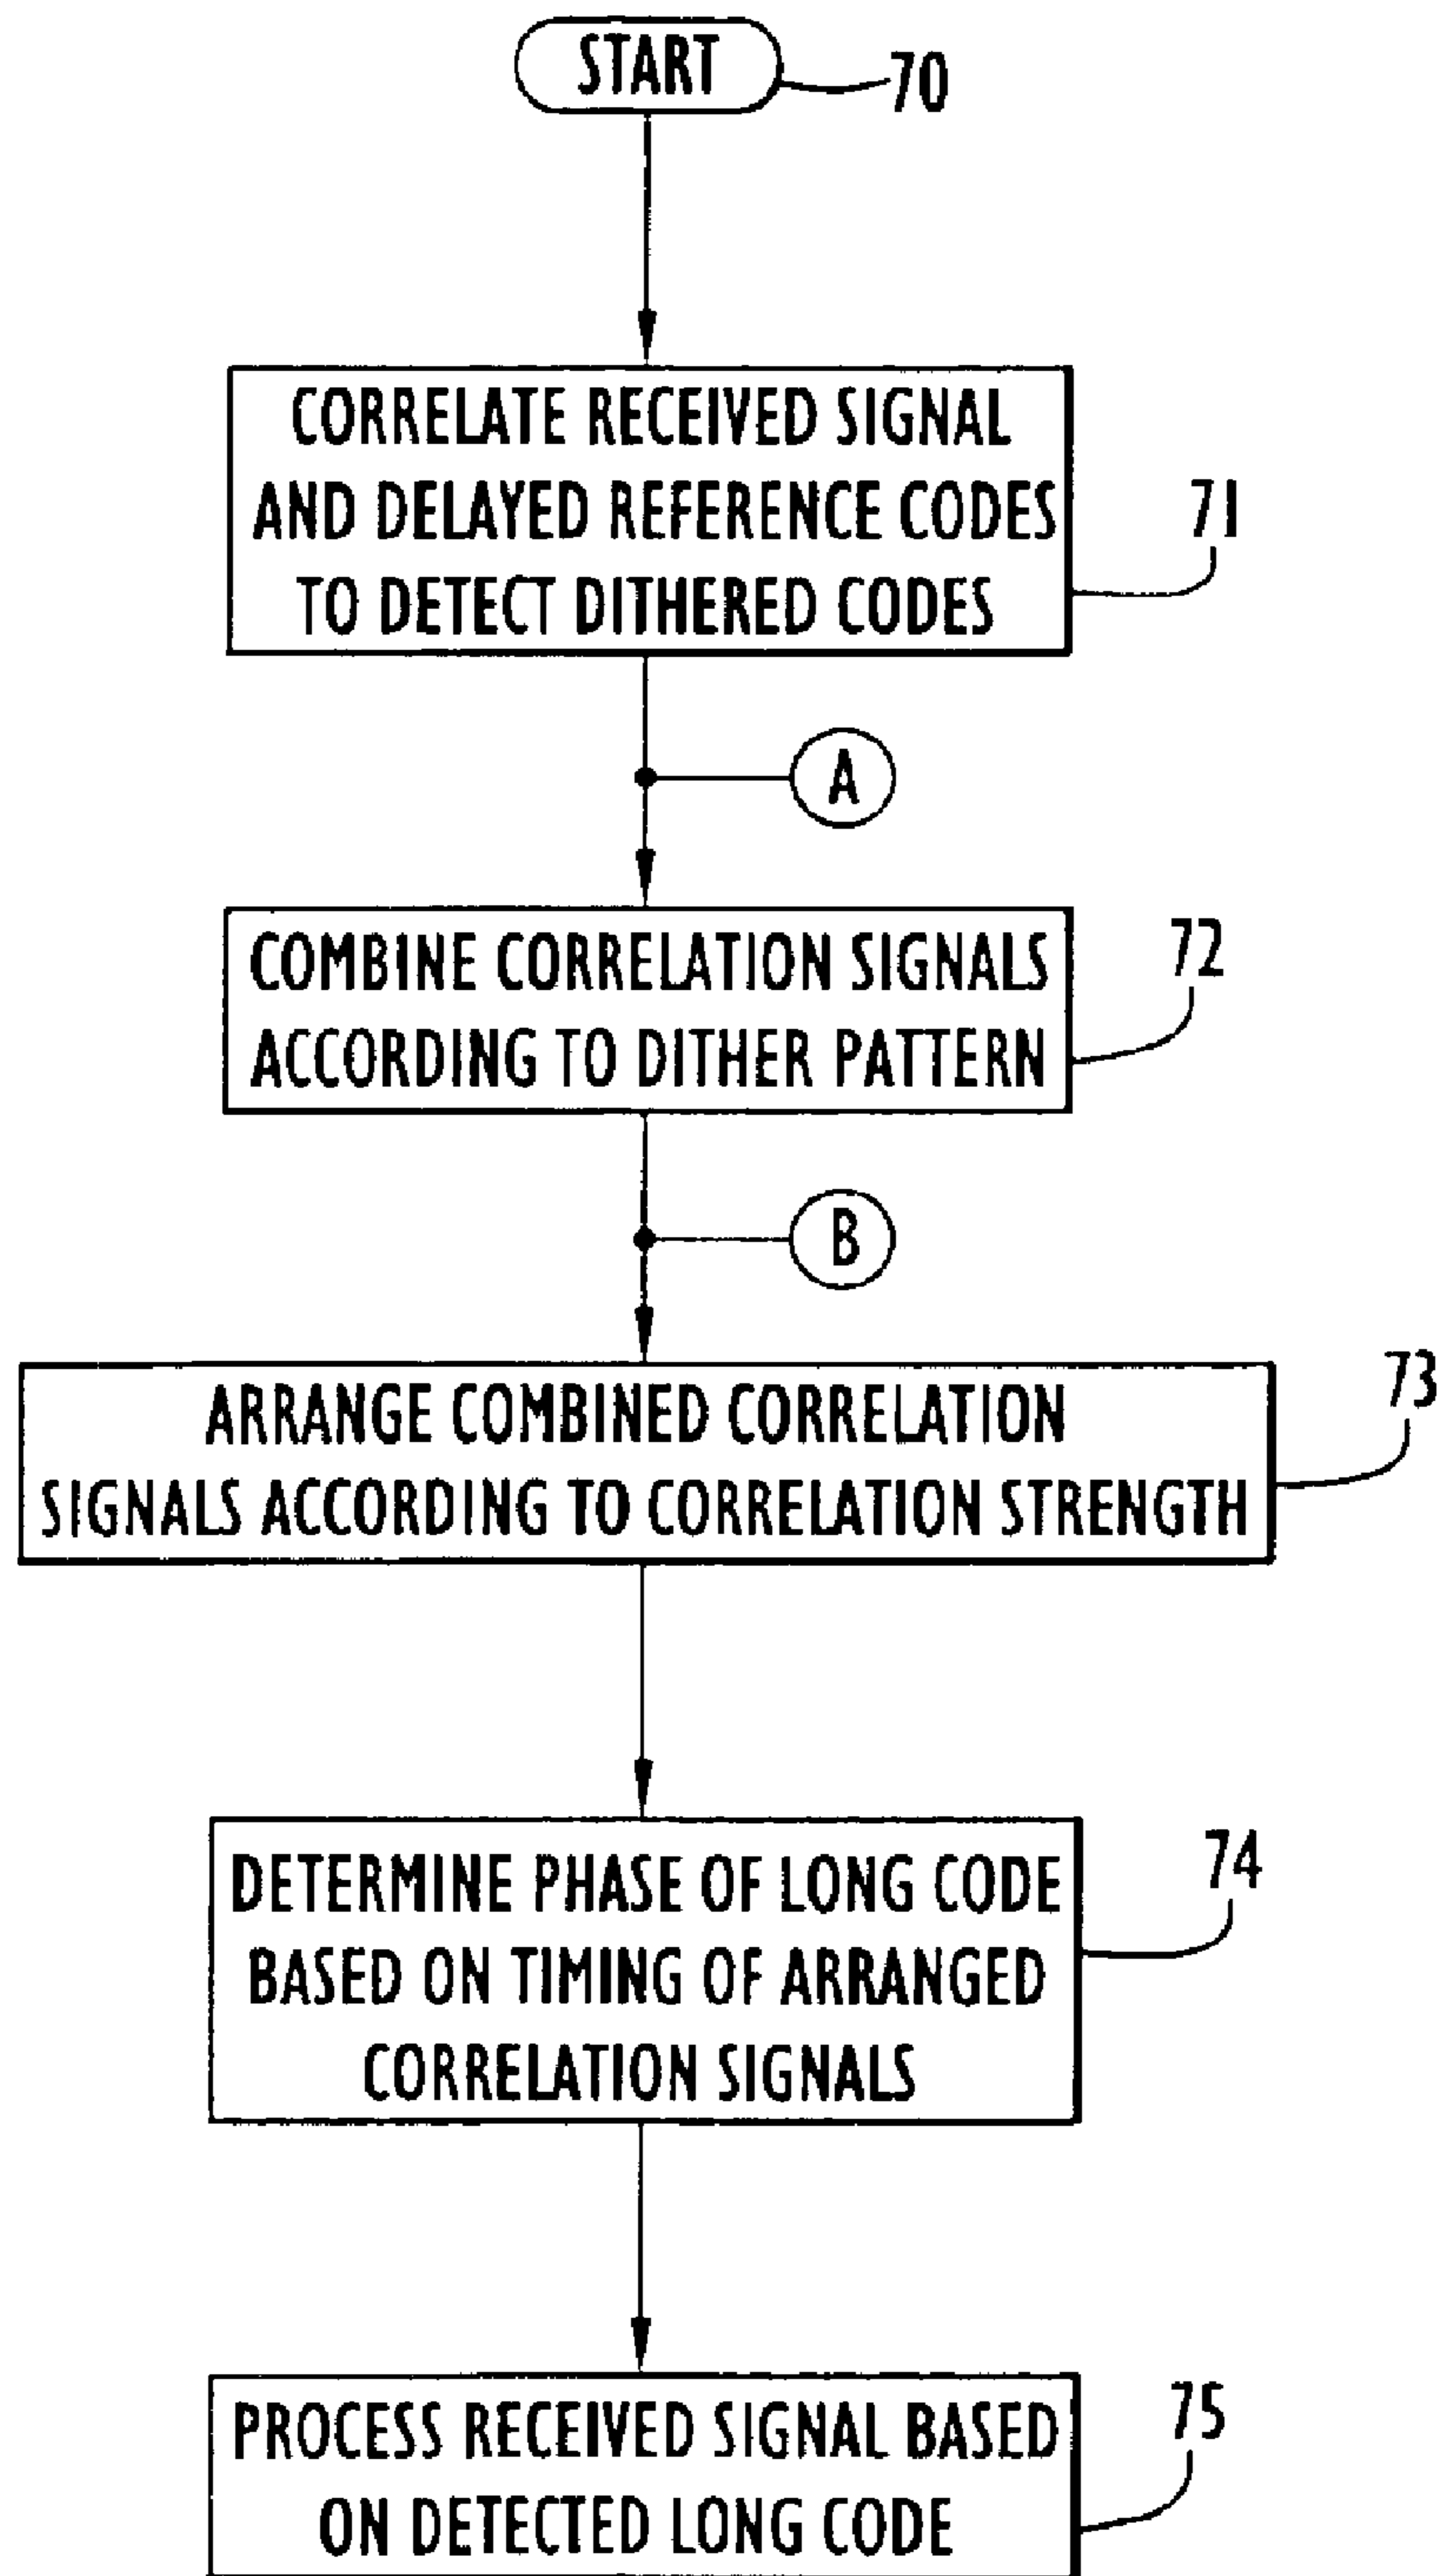 START
70
CORRELATE RECEIVED SIGNAL
AND DELAYED REFERENCE CODES
TO DETECT DITHERED CODES
71
A
COMBINE CORRELATION SIGNALS
ACCORDING TO DITHER PATTERN
72
B
ARRANGE COMBINED CORRELATION
SIGNALS ACCORDING TO CORRELATION STRENGTH
73
DETERMINE PHASE OF LONG CODE
BASED ON TIMING OF ARRANGED
CORRELATION SIGNALS
74
PROCESS RECEIVED SIGNAL BASED
ON DETECTED LONG CODE
75